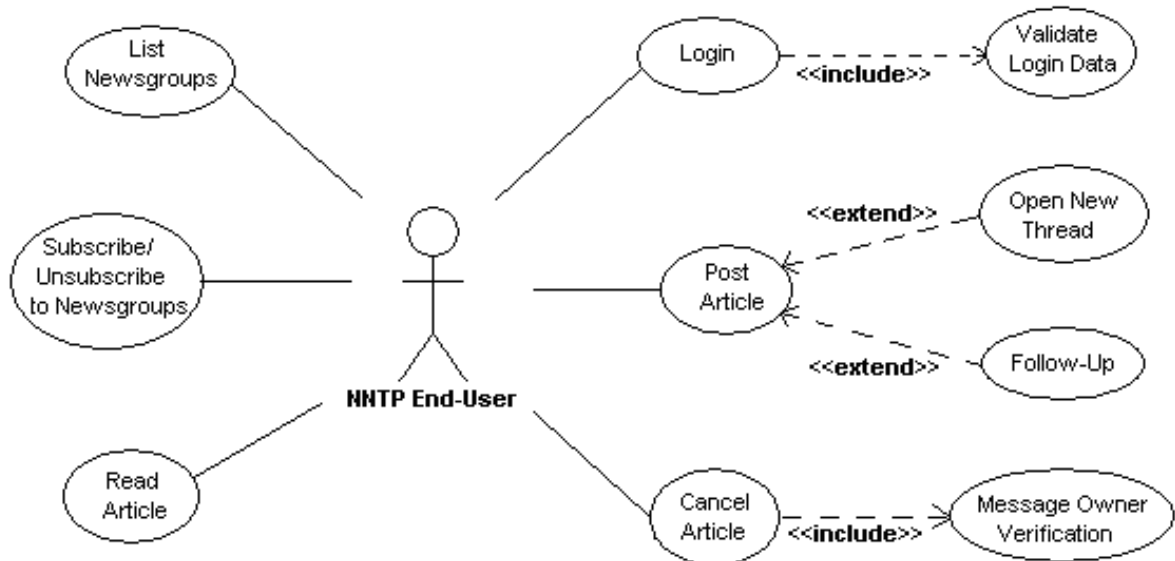 List
Newsgroups
Login
<<include>>
Validate
Login Data
Subscribe/
Unsubscribe
to Newsgroups
NNTP End-User
Post
Article
<<extend>>
Open New
Thread
<<extend>>
Follow-Up
Read
Article
Cancel
Article
<<include>>
Message Owner
Verification